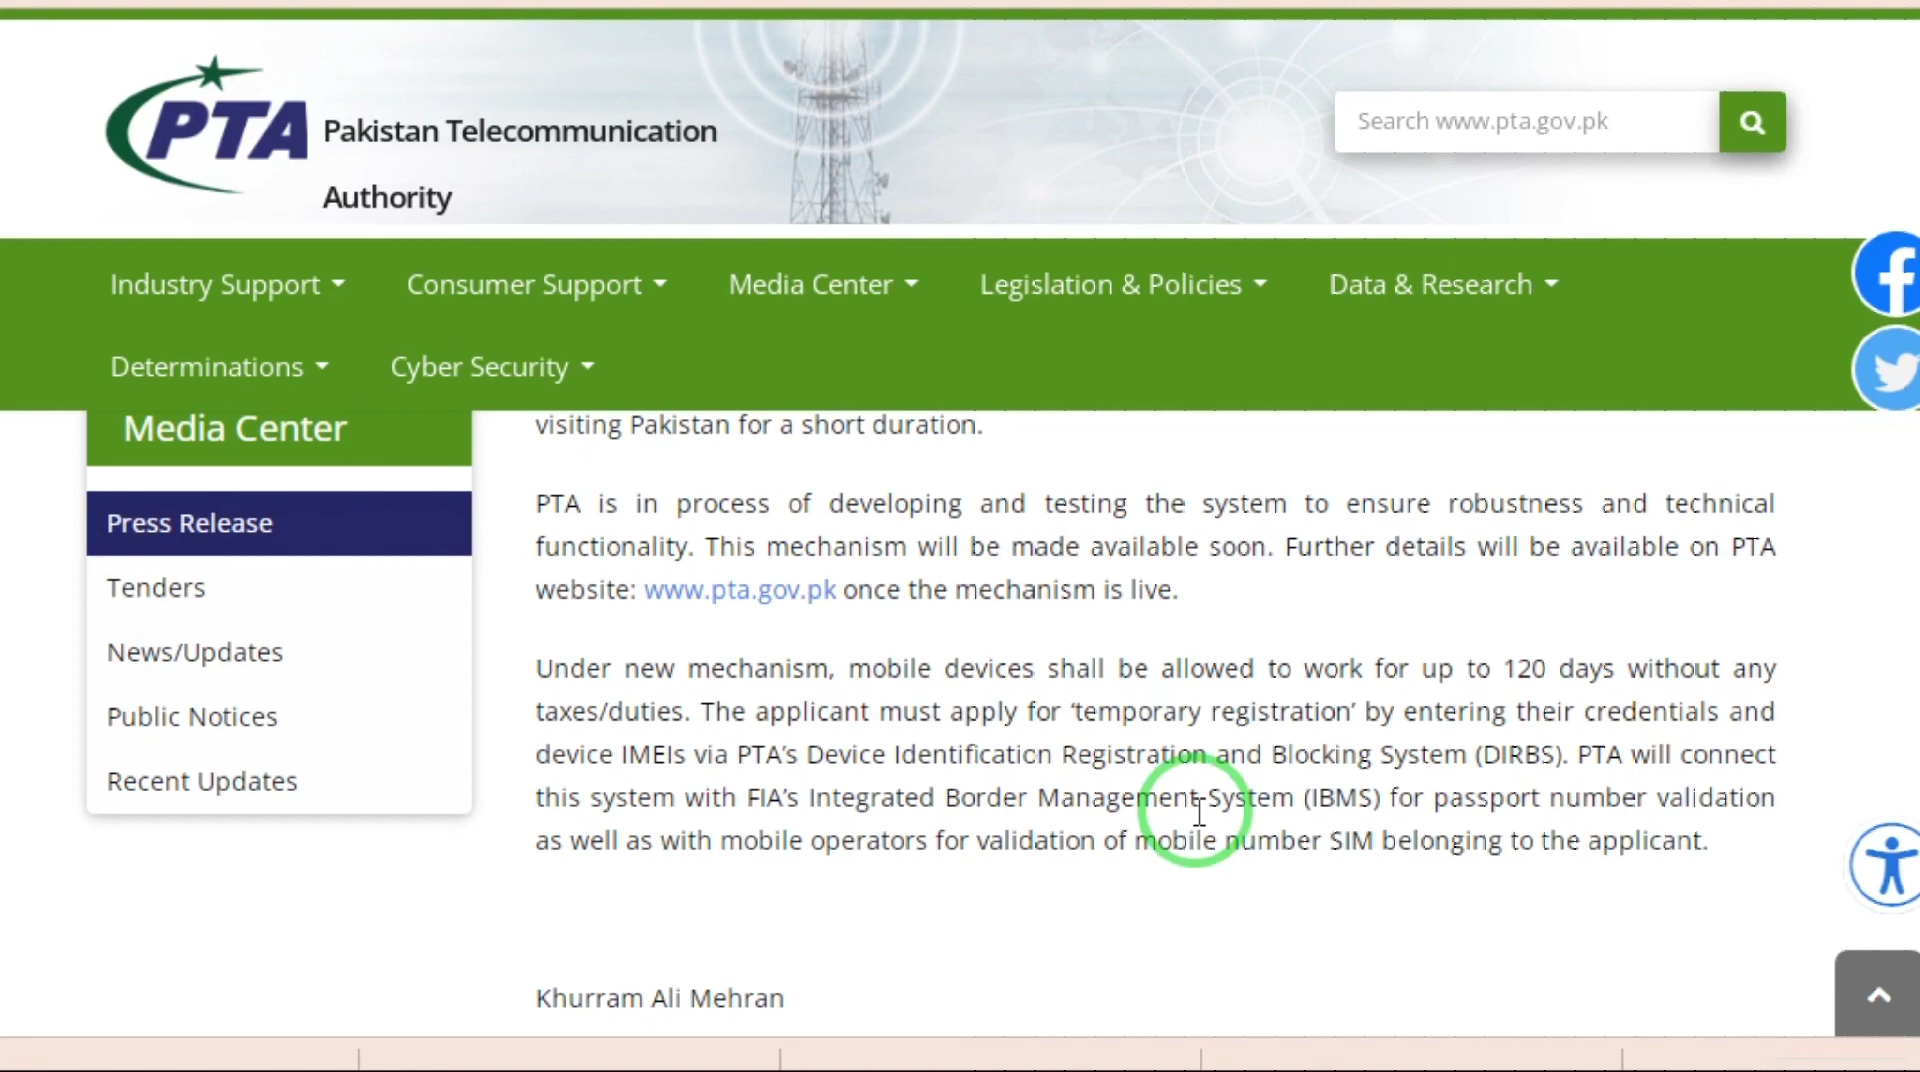 PTA
Pakistan Telecommunication
Authority
Search www.pta.gov.pk
Industry Support
Consumer Support
Media Center
Legislation & Policies
Data & Research
Determinations
Cyber Security
Media Center
Press Release
Tenders
News/Updates
Public Notices
Recent Updates
visiting Pakistan for a short duration.
PTA is in process of developing and testing the system to ensure robustness and technical
functionality. This mechanism will be made available soon. Further details will be available on PTA
website: www.pta.gov.pk once the mechanism is live.
Under new mechanism, mobile devices shall be allowed to work for up to 120 days without any
taxes/duties. The applicant must apply for ‘temporary registration’ by entering their credentials and
device IMEIs via PTA’s Device Identification Registration and Blocking System (DIRBS). PTA will connect
this system with FIA’s Integrated Border Management System (IBMS) for passport number validation
as well as with mobile operators for validation of mobile number SIM belonging to the applicant.
Khurram Ali Mehran